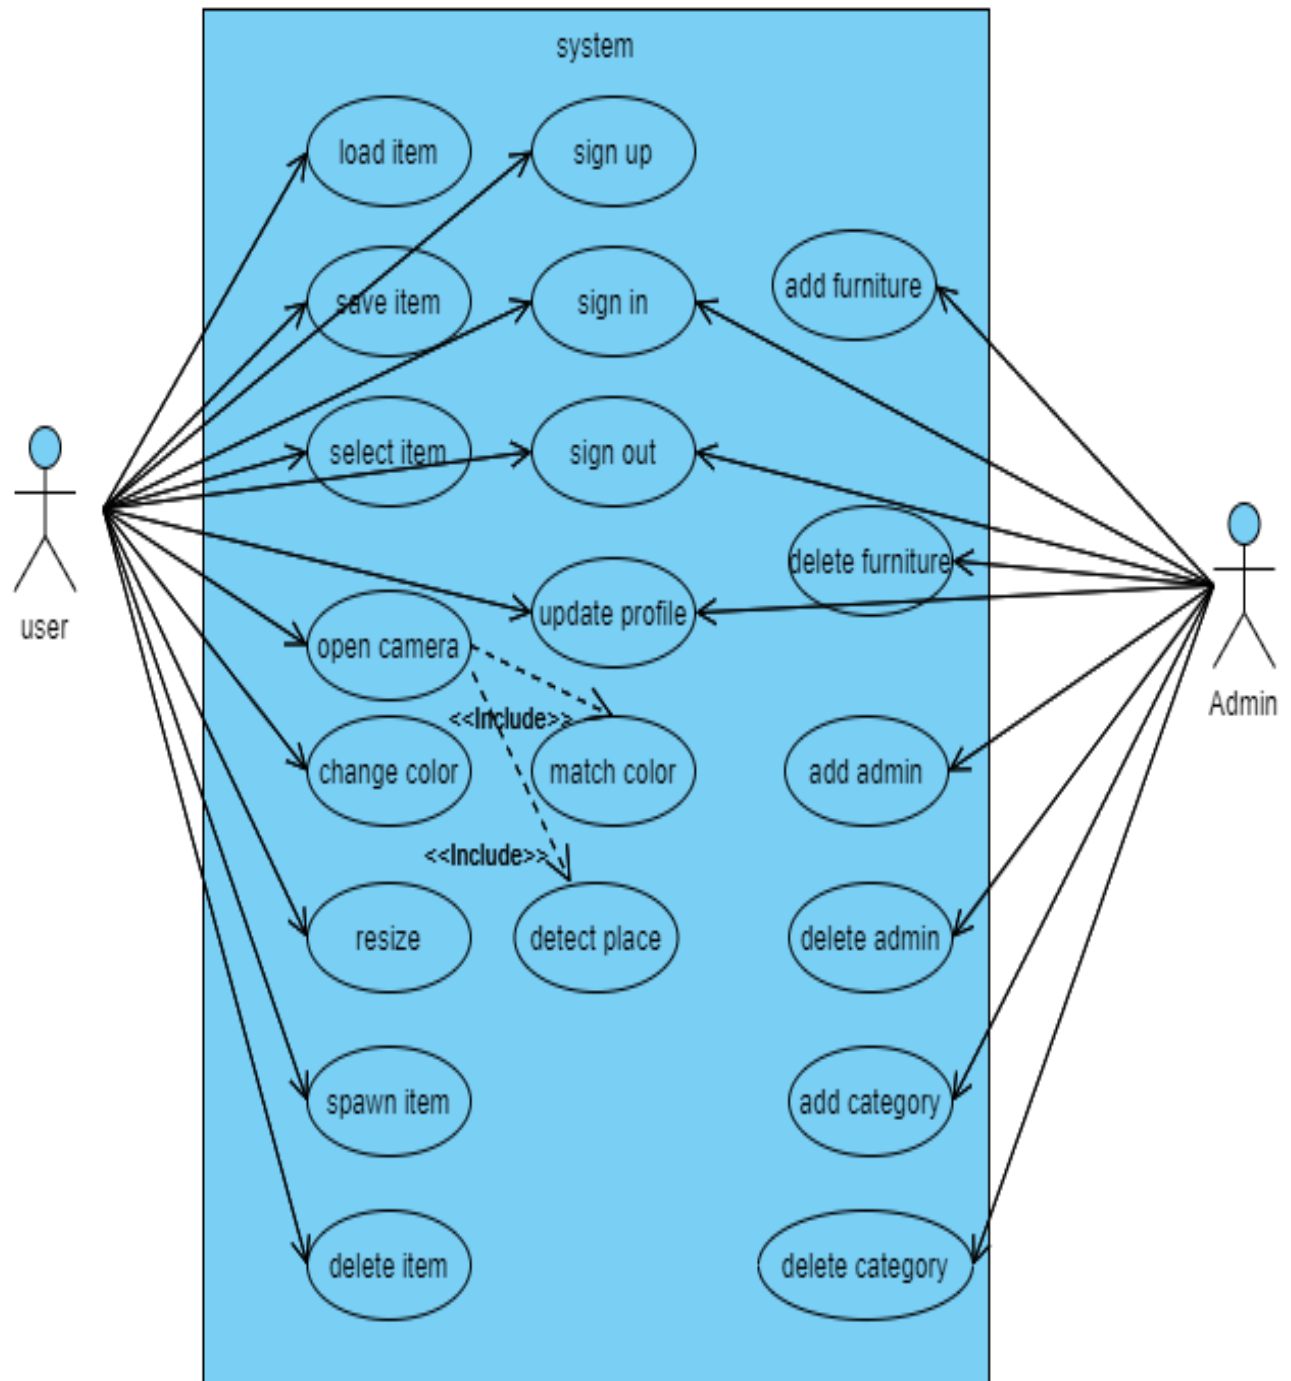 system
load item
sign up
save item
sign in
add furniture
select item
sign out
delete furniture
user
update profile
open camera
Admin
<<Include>>
change color
match color
add admin
<<Include>>
resize
detect place
delete admin
spawn item
add category
delete item
delete category